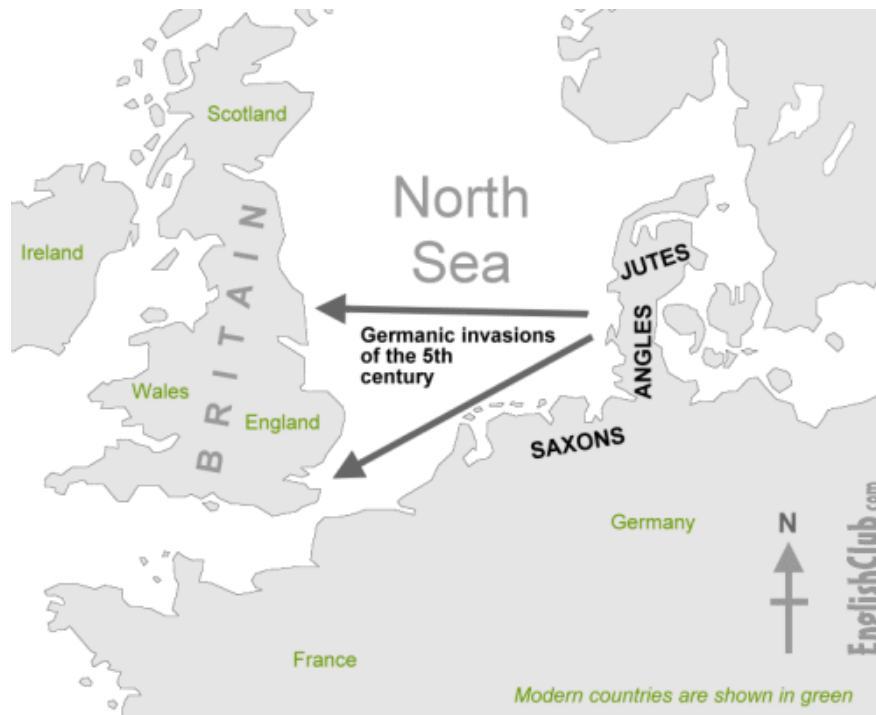 Scotland
North
Sea
Ireland
BRITAIN
JUTES
Germanic invasions
of the 5th
century
ANGLES
Wales
England
SAXONS
Germany
N
EnglishClub.com
France
Modern countries are shown in green